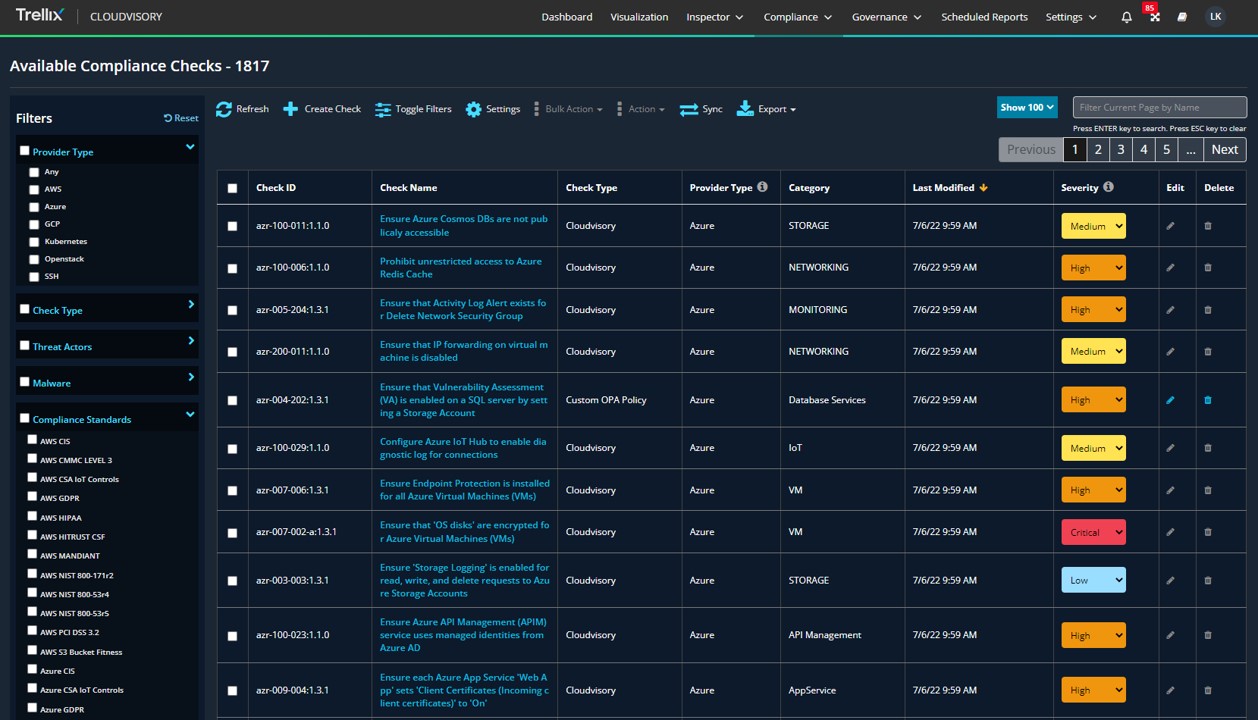 Trellix
CLOUDVISORY
Dashboard
Visualization
Inspector
Compliance
Governance
Scheduled Reports
Settings
BS
LK
Available Compliance Checks - 1817
Filters
Reset
Refresh
Create Check
Toggle Filters
Settings
Bulk Action
Action
Sync
Export
Show 100
Filter Current Page by Name
Press ENTER key to search. Press ESC key to clear
Previous
1
2
3
4
5
...
Next
Provider Type
Any
AWS
Azure
GCP
Kubernetes
Openstack
SSH
Check Type
Threat Actors
Malware
Compliance Standards
AWS CIS
AWS CMMC LEVEL 3
AWS CSA IoT Controls
AWS GDPR
AWS HIPAA
AWS HITRUST CSF
AWS MANDIANT
AWS NIST 800-171r2
AWS NIST 800-53r4
AWS NIST 800-53r5
AWS PCI DSS 3.2
AWS S3 Bucket Fitness
Azure CIS
Azure CSA IoT Controls
Azure GDPR
Check ID
Check Name
Check Type
Provider Type
Category
Last Modified
Severity
Edit
Delete
azr-100-011:1.1.0
Ensure Azure Cosmos DBs are not pub
licaly accessible
Cloudvisory
Azure
STORAGE
7/6/22 9:59 AM
Medium
azr-100-006:1.1.0
Prohibit unrestricted access to Azure
Redis Cache
Cloudvisory
Azure
NETWORKING
7/6/22 9:59 AM
High
azr-005-204:1.3.1
Ensure that Activity Log Alert exists fo
r Delete Network Security Group
Cloudvisory
Azure
MONITORING
7/6/22 9:59 AM
High
azr-200-011:1.1.0
Ensure that IP forwarding on virtual m
achine is disabled
Cloudvisory
Azure
NETWORKING
7/6/22 9:59 AM
Medium
azr-004-202:1.3.1
Ensure that Vulnerability Assessment
(VA) is enabled on a SQL server by sett
ing a Storage Account
Custom OPA Policy
Azure
Database Services
7/6/22 9:59 AM
High
azr-100-029:1.1.0
Configure Azure IoT Hub to enable dia
gnostic log for connections
Cloudvisory
Azure
IoT
7/6/22 9:59 AM
Medium
azr-007-006:1.3.1
Ensure Endpoint Protection is installed
for all Azure Virtual Machines (VMs)
Cloudvisory
Azure
VM
7/6/22 9:59 AM
High
azr-007-002-a:1.3.1
Ensure that 'OS disks' are encrypted fo
r Azure Virtual Machines (VMs)
Cloudvisory
Azure
VM
7/6/22 9:59 AM
Critical
azr-003-003:1.3.1
Ensure 'Storage Logging' is enabled for
read, write, and delete requests to Azu
re Storage Accounts
Cloudvisory
Azure
STORAGE
7/6/22 9:59 AM
Low
azr-100-023:1.1.0
Ensure Azure API Management (APIM)
service uses managed identities from
Azure AD
Cloudvisory
Azure
API Management
7/6/22 9:59 AM
High
azr-009-004:1.3.1
Ensure each Azure App Service 'Web A
pp' sets 'Client Certificates (Incoming c
lient certificates)' to 'On'
Cloudvisory
Azure
AppService
7/6/22 9:59 AM
High